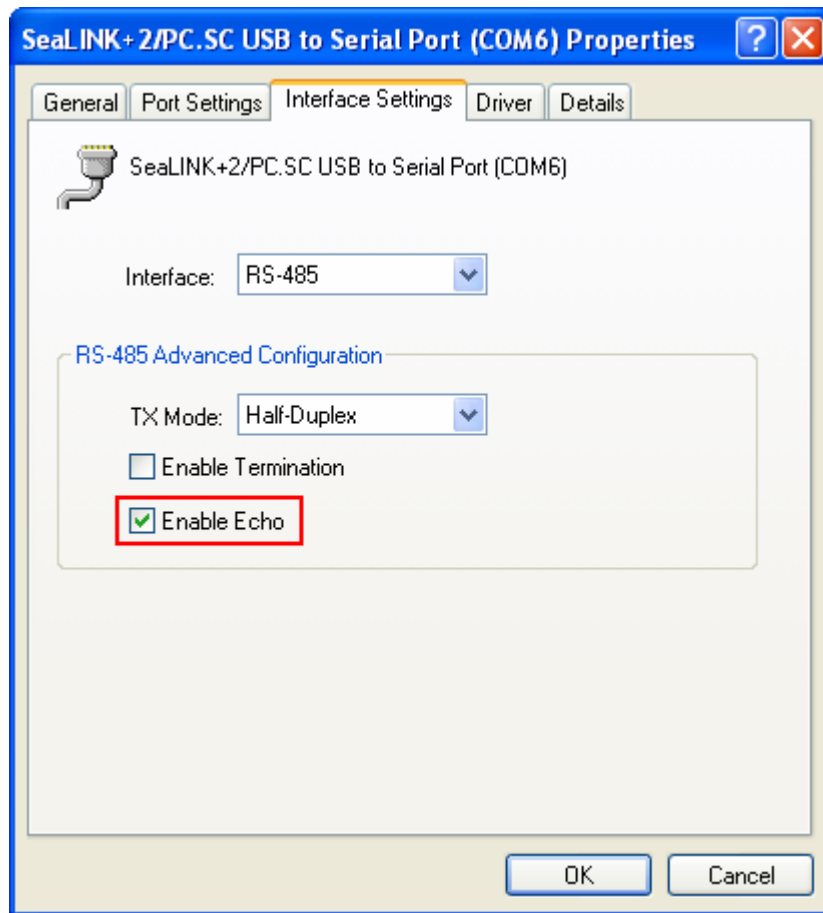 SeaLINK+2/PC.SC USB to Serial Port (COM6) Properties
General Port Settings Interface Settings Driver Details
SeaLINK+2/PC.SC USB to Serial Port (COM6)
Interface: RS-485
RS-485 Advanced Configuration
TX Mode: Half-Duplex
Enable Termination
Enable Echo
OK Cancel